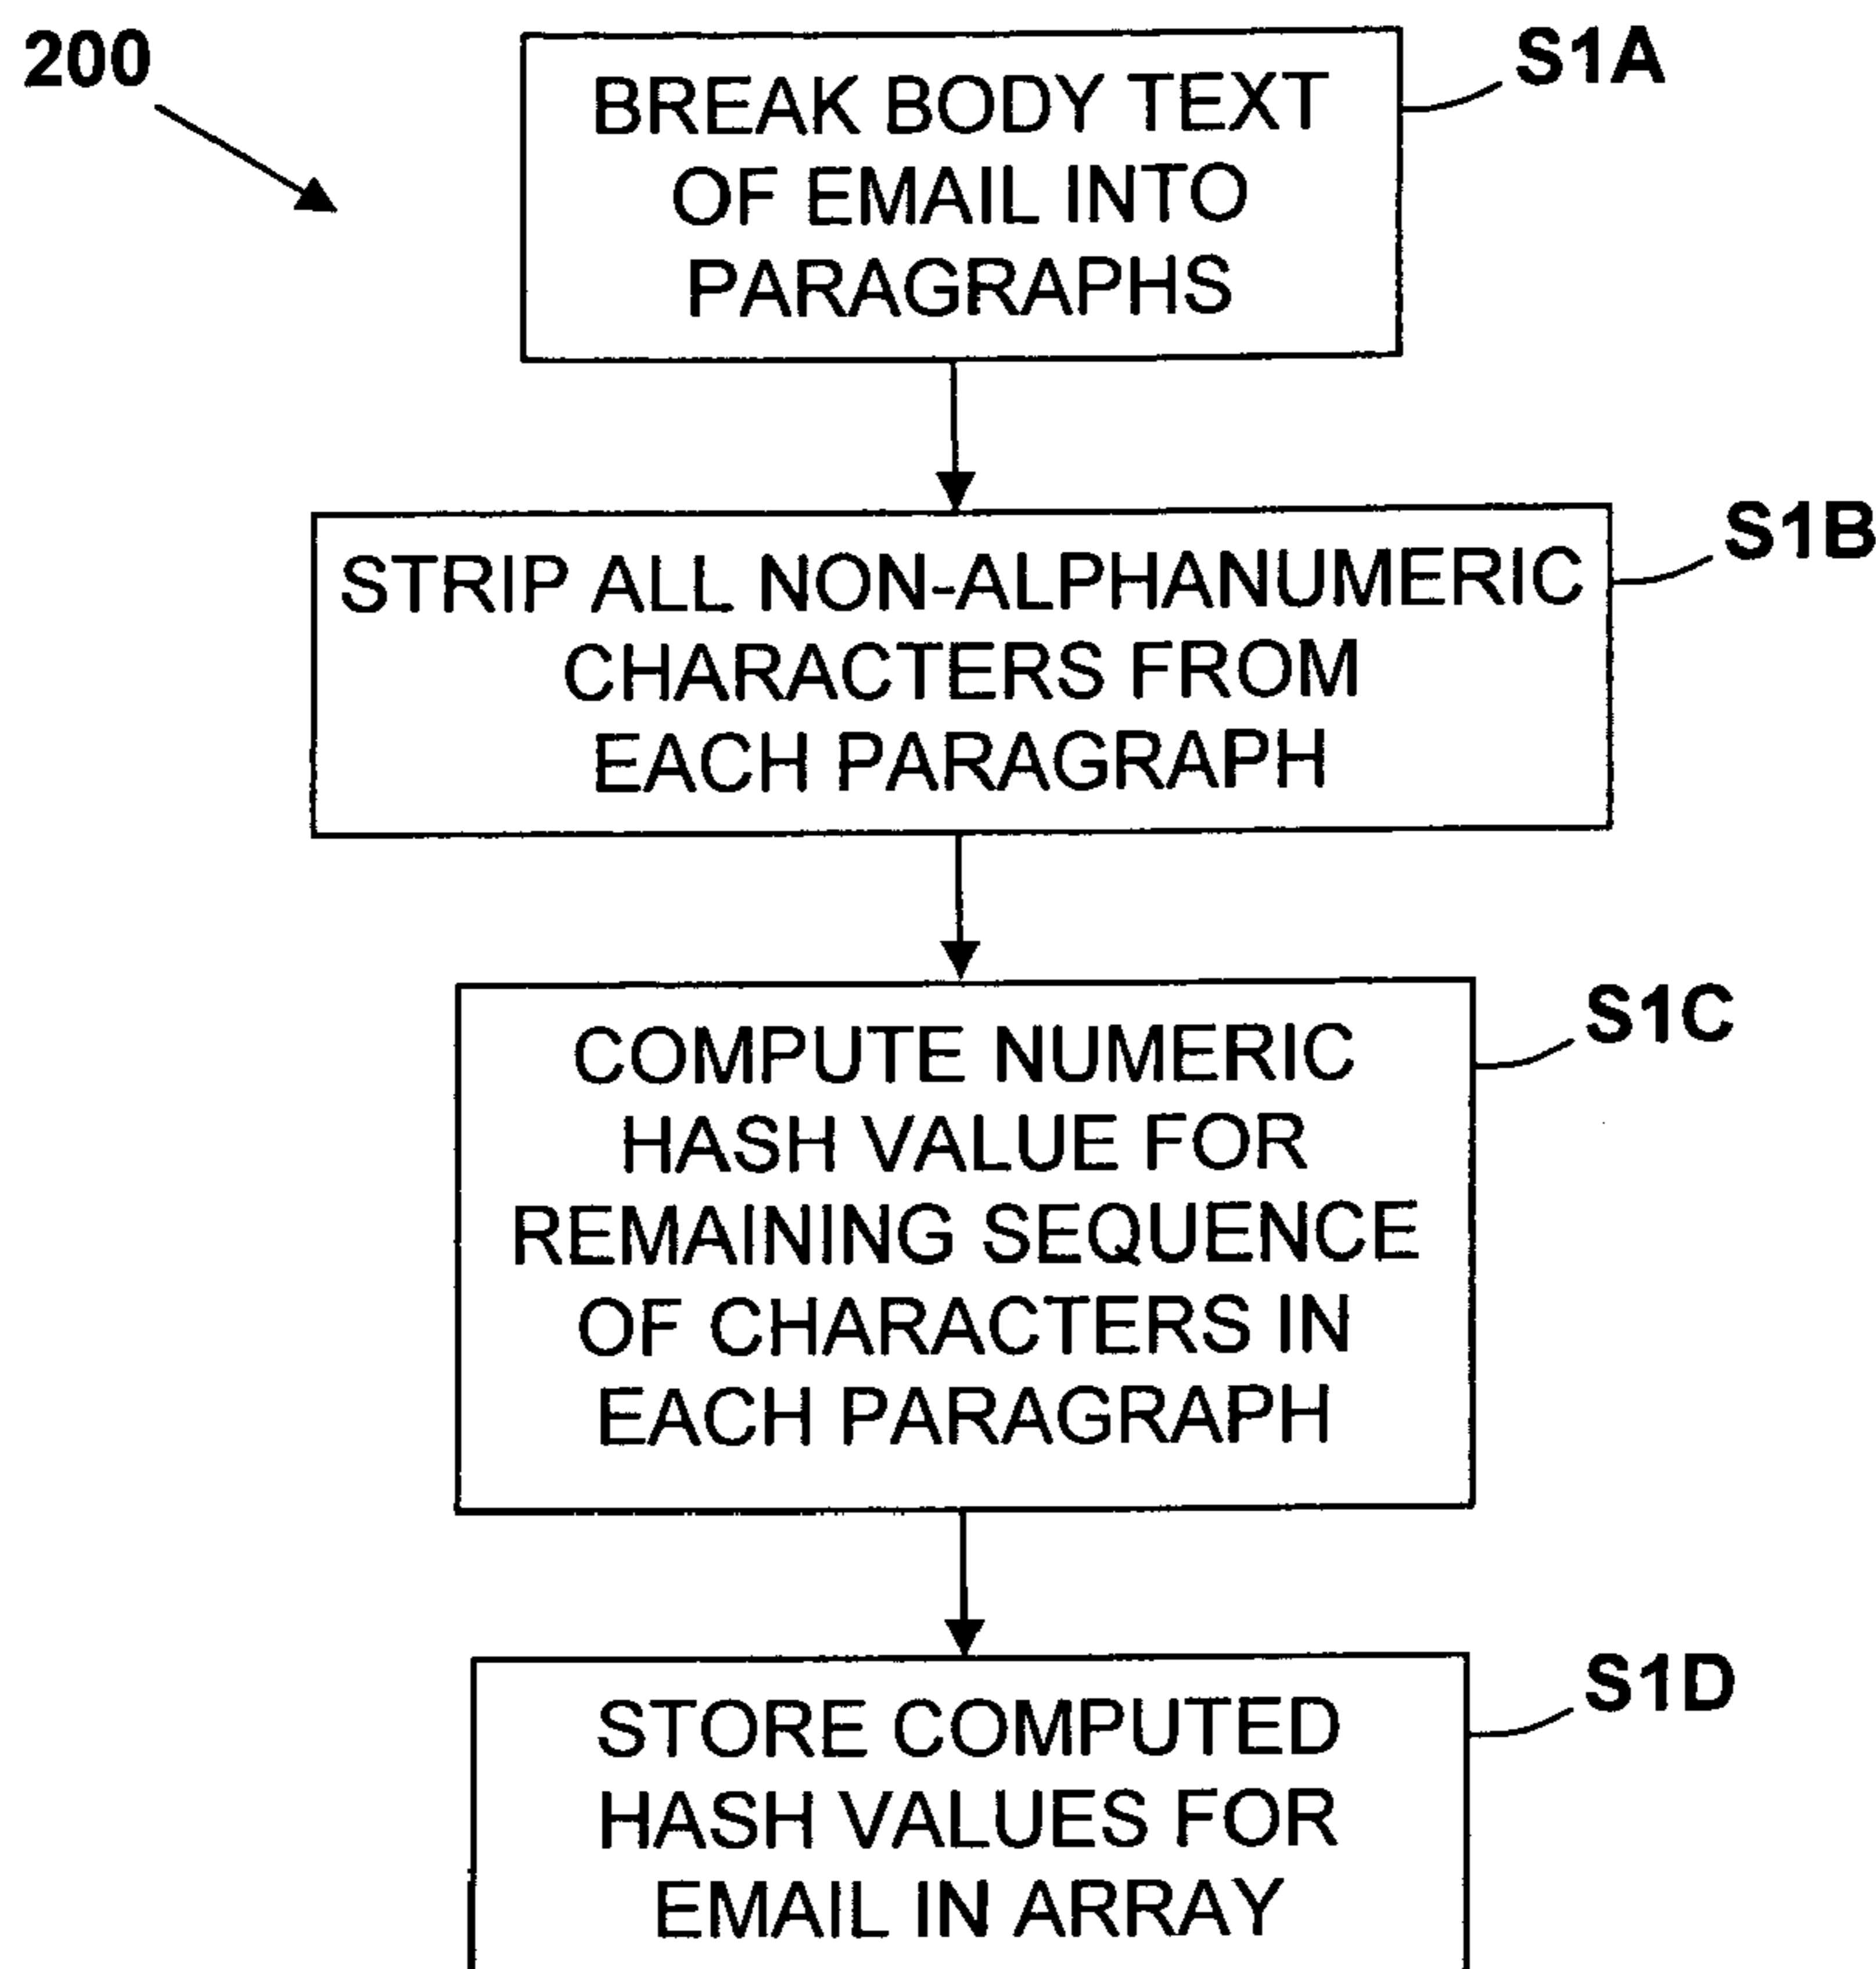 200
S1A
BREAK BODY TEXT
OF EMAIL INTO
PARAGRAPHS
S1B
STRIP ALL NON-ALPHANUMERIC
CHARACTERS FROM
EACH PARAGRAPH
S1C
COMPUTE NUMERIC
HASH VALUE FOR
REMAINING SEQUENCE
OF CHARACTERS IN
EACH PARAGRAPH
S1D
STORE COMPUTED
HASH VALUES FOR
EMAIL IN ARRAY